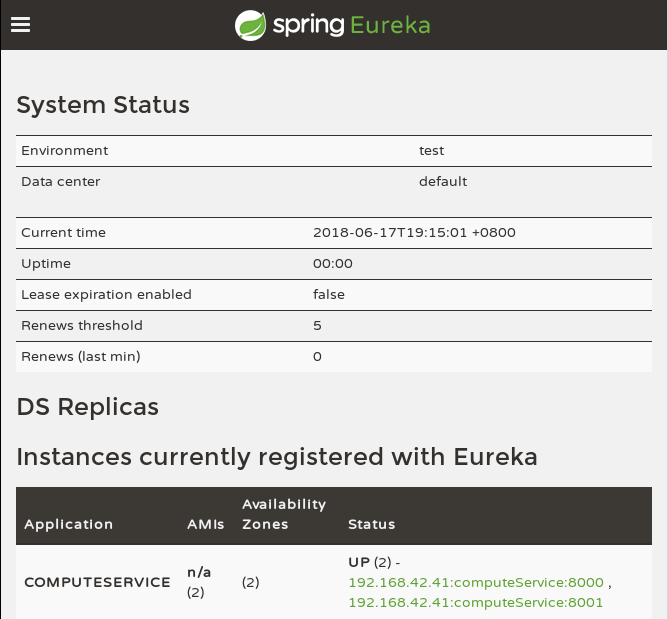 spring Eureka
System Status
Environment test
Data center default
Current time 2018-06-17T19:15:01 +0800
Uptime 00:00
Lease expiration enabled false
Renews threshold 5
Renews (last min) 0
DS Replicas
Instances currently registered with Eureka
Application AMIs Availability Zones Status
COMPUTESERVICE n/a (2) (2) UP (2) -
192.168.42.41:computeService:8000 ,
192.168.42.41:computeService:8001